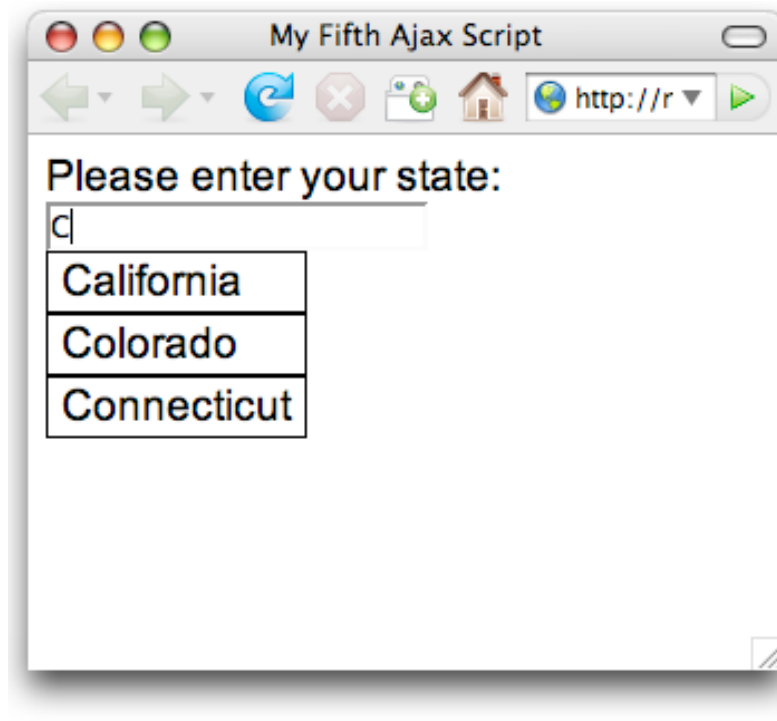 My Fifth Ajax Script
http://r
Please enter your state:
C
California
Colorado
Connecticut